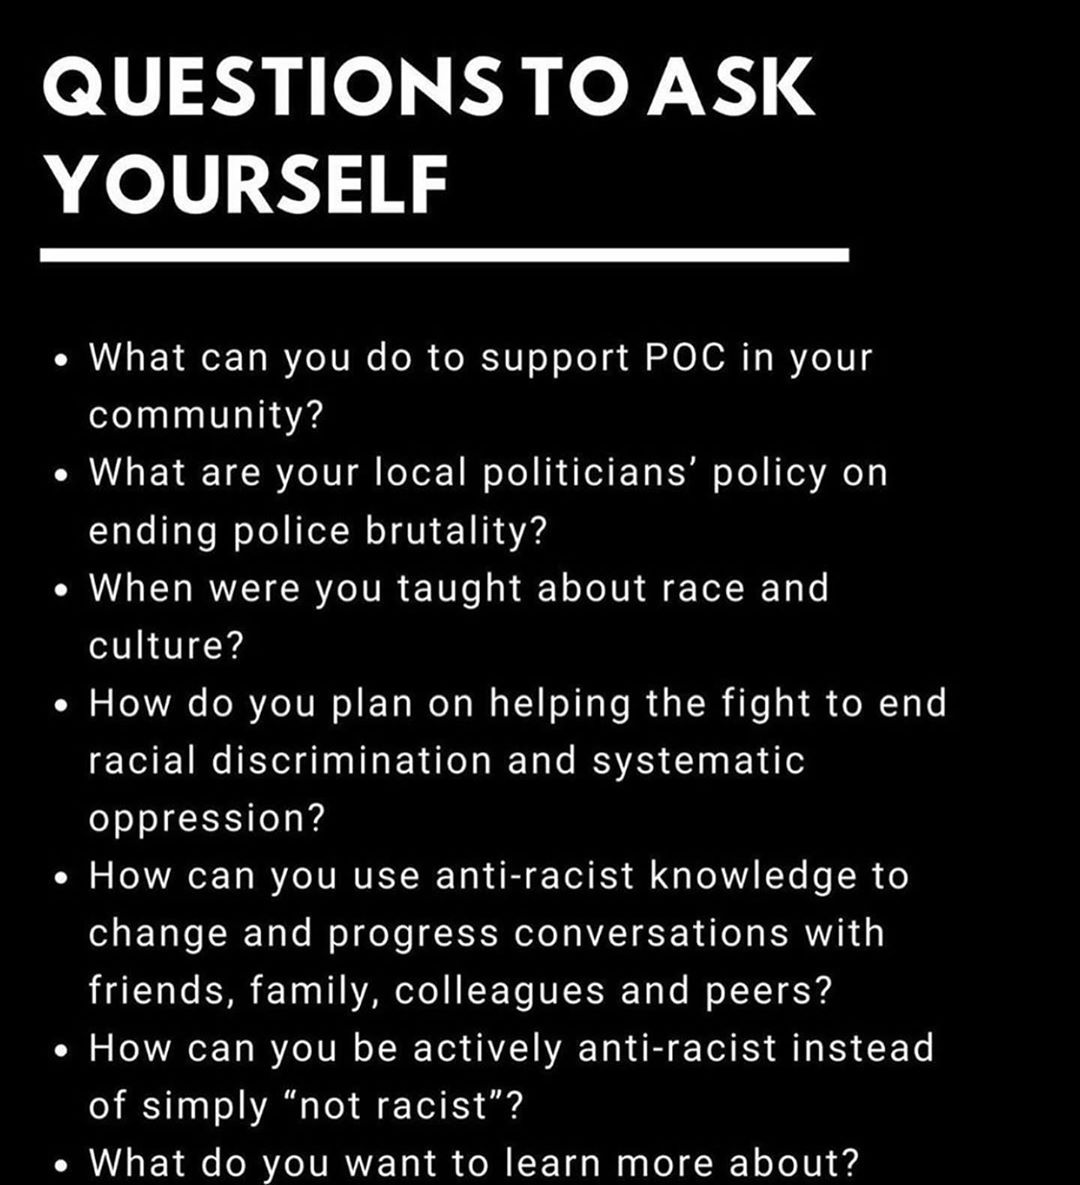 QUESTIONS TO ASK
YOURSELF
• What can you do to support POC in your
community?
• What are your local politicians’ policy on
ending police brutality?
• When were you taught about race and
culture?
• How do you plan on helping the fight to end
racial discrimination and systematic
oppression?
• How can you use anti-racist knowledge to
change and progress conversations with
friends, family, colleagues and peers?
• How can you be actively anti-racist instead
of simply “not racist”?
• What do you want to learn more about?